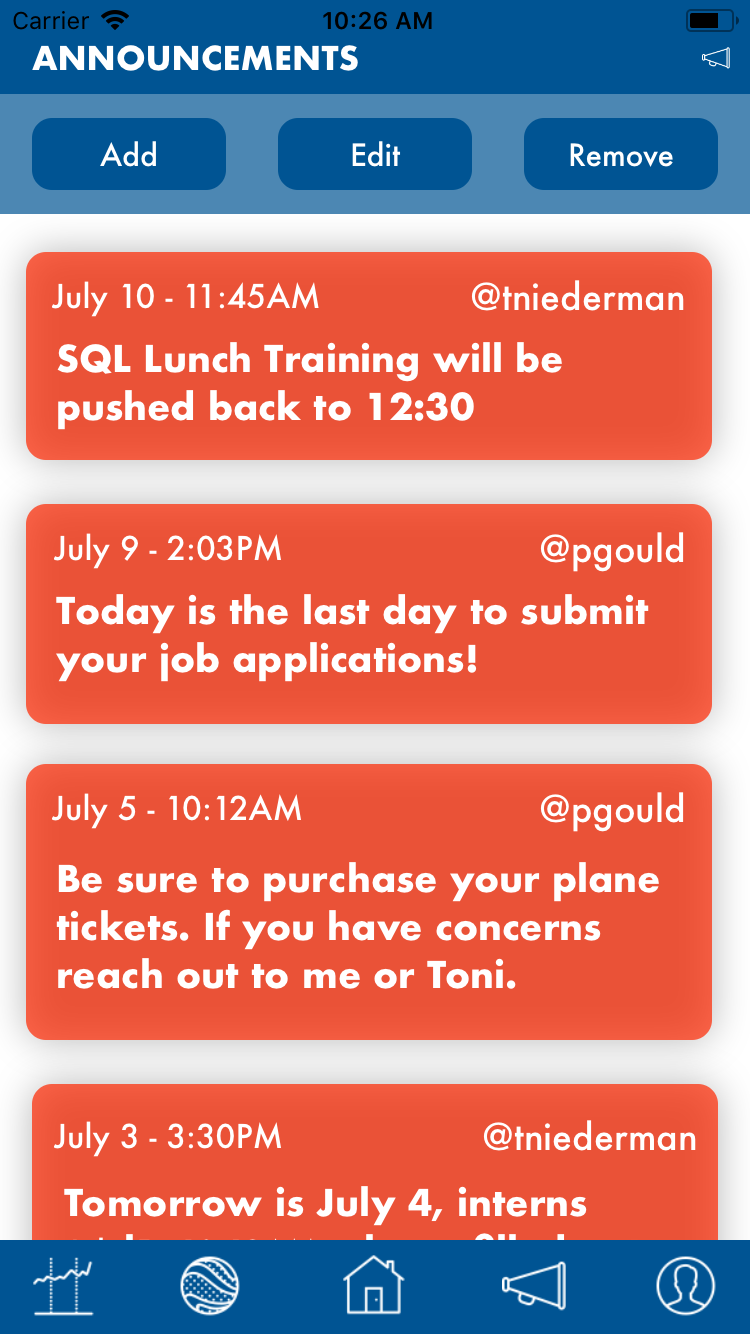 Carrier 10:26 AM
ANNOUNCEMENTS
Add Edit Remove
July 10 - 11:45AM @tniederman
SQL Lunch Training will be
pushed back to 12:30
July 9 - 2:03PM @pgould
Today is the last day to submit
your job applications!
July 5 - 10:12AM @pgould
Be sure to purchase your plane
tickets. If you have concerns
reach out to me or Toni.
July 3 - 3:30PM @tniederman
Tomorrow is July 4, interns